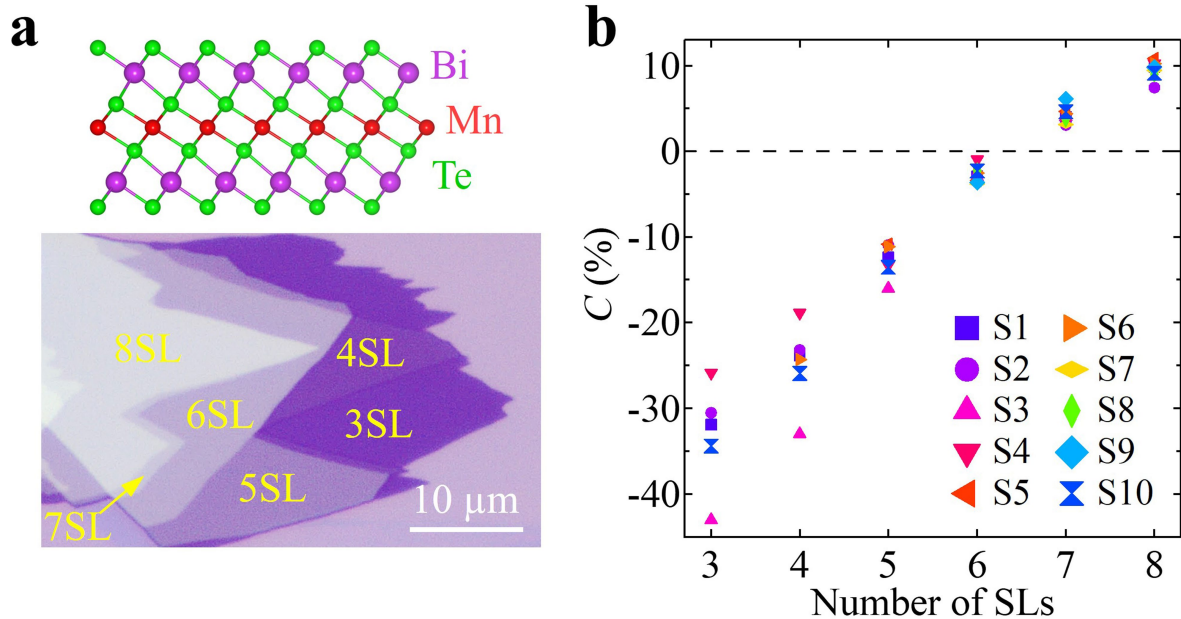 a
Bi
Mn
Te
8SL
4SL
6SL
3SL
5SL
7SL
10 μm
b
10
0
-10
-20
-30
-40
C (%)
S1
S2
S3
S4
S5
S6
S7
S8
S9
S10
3 4 5 6 7 8
Number of SLs